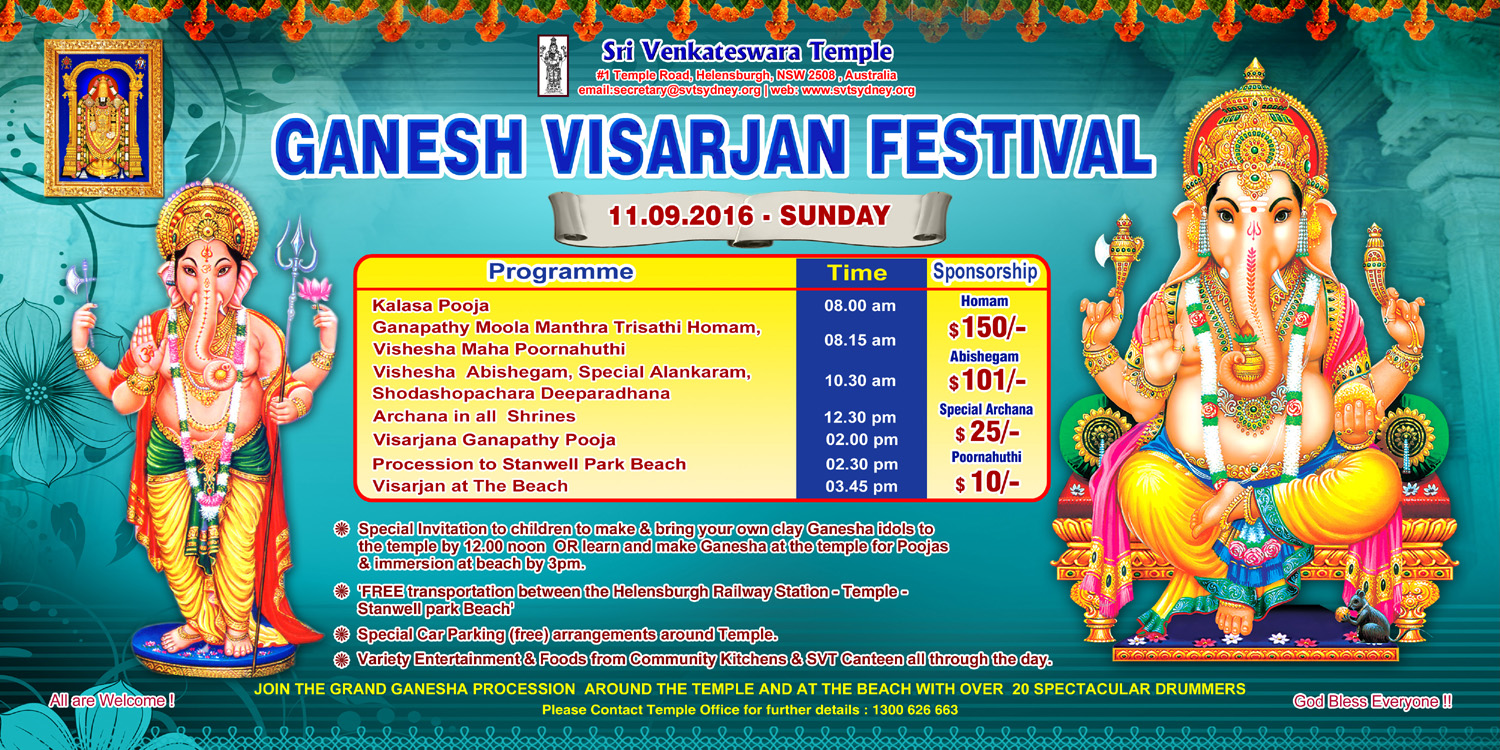 Sri Venkateswara Temple
#1 Temple Road, Helensburgh, NSW 2508 , Australia
email:secretary@svtsydney.org | web: www.svtsydney.org
GANESH VISARJAN FESTIVAL
11.09.2016 - SUNDAY
Programme Time Sponsorship
Kalasa Pooja 08.00 am
Ganapathy Moola Manthra Trisathi Homam,
Vishesha Maha Poornahuthi 08.15 am
Vishesha Abishegam, Special Alankaram,
Shodashopachara Deeparadhana 10.30 am
Archana in all Shrines 12.30 pm
Visarjana Ganapathy Pooja 02.00 pm
Procession to Stanwell Park Beach 02.30 pm
Visarjan at The Beach 03.45 pm
Homam
$ 150/-
Abishegam
$ 101/-
Special Archana
$ 25/-
Poornahuthi
$ 10/-
Special Invitation to children to make & bring your own clay Ganesha idols to
the temple by 12.00 noon OR learn and make Ganesha at the temple for Poojas
& immersion at beach by 3pm.
'FREE transportation between the Helensburgh Railway Station - Temple -
Stanwell park Beach'
Special Car Parking (free) arrangements around Temple.
Variety Entertainment & Foods from Community Kitchens & SVT Canteen all through the day.
JOIN THE GRAND GANESHA PROCESSION AROUND THE TEMPLE AND AT THE BEACH WITH OVER 20 SPECTACULAR DRUMMERS
All are Welcome !
God Bless Everyone !!
Please Contact Temple Office for further details : 1300 626 663